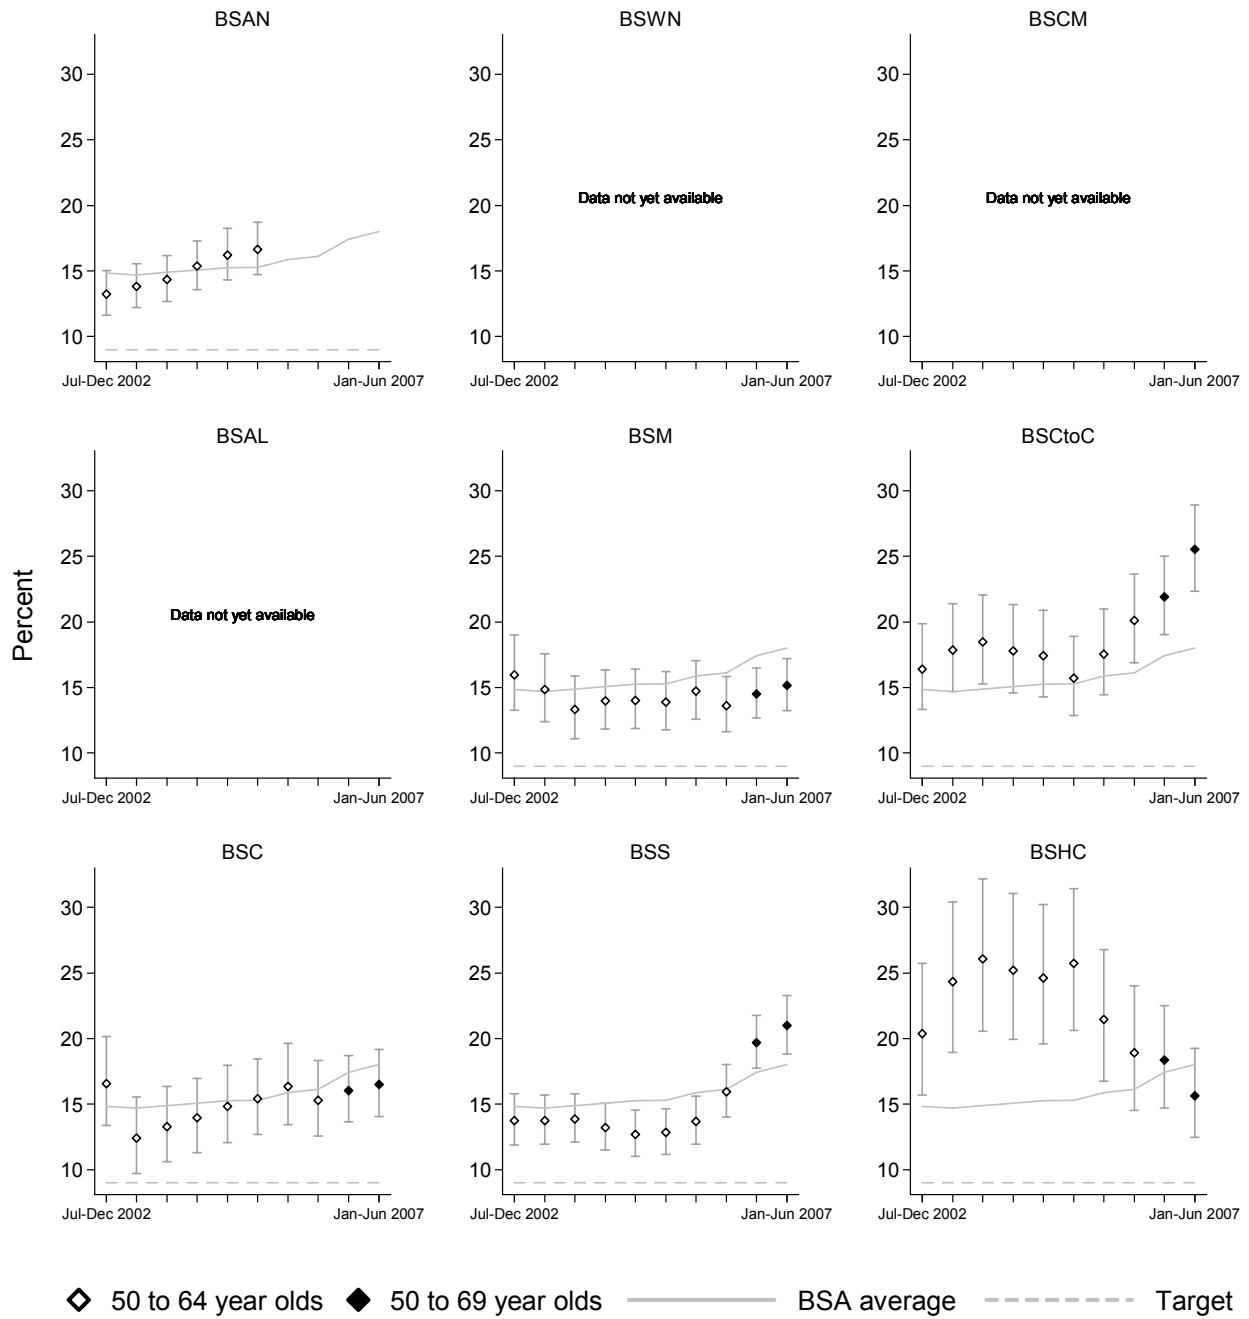 BSAN
BSWN
BSCM
30
25
20
15
10
Jul-Dec 2002
Jan-Jun 2007
30
25
20
15
10
Data not yet available
Jul-Dec 2002
Jan-Jun 2007
30
25
20
15
10
Data not yet available
Jul-Dec 2002
Jan-Jun 2007
Percent
BSAL
BSM
BSCtoC
30
25
20
15
10
Data not yet available
Jul-Dec 2002
Jan-Jun 2007
30
25
20
15
10
Jul-Dec 2002
Jan-Jun 2007
30
25
20
15
10
Jul-Dec 2002
Jan-Jun 2007
BSC
BSS
BSHC
30
25
20
15
10
Jul-Dec 2002
Jan-Jun 2007
30
25
20
15
10
Jul-Dec 2002
Jan-Jun 2007
30
25
20
15
10
Jul-Dec 2002
Jan-Jun 2007
50 to 64 year olds
50 to 69 year olds
BSA average
Target